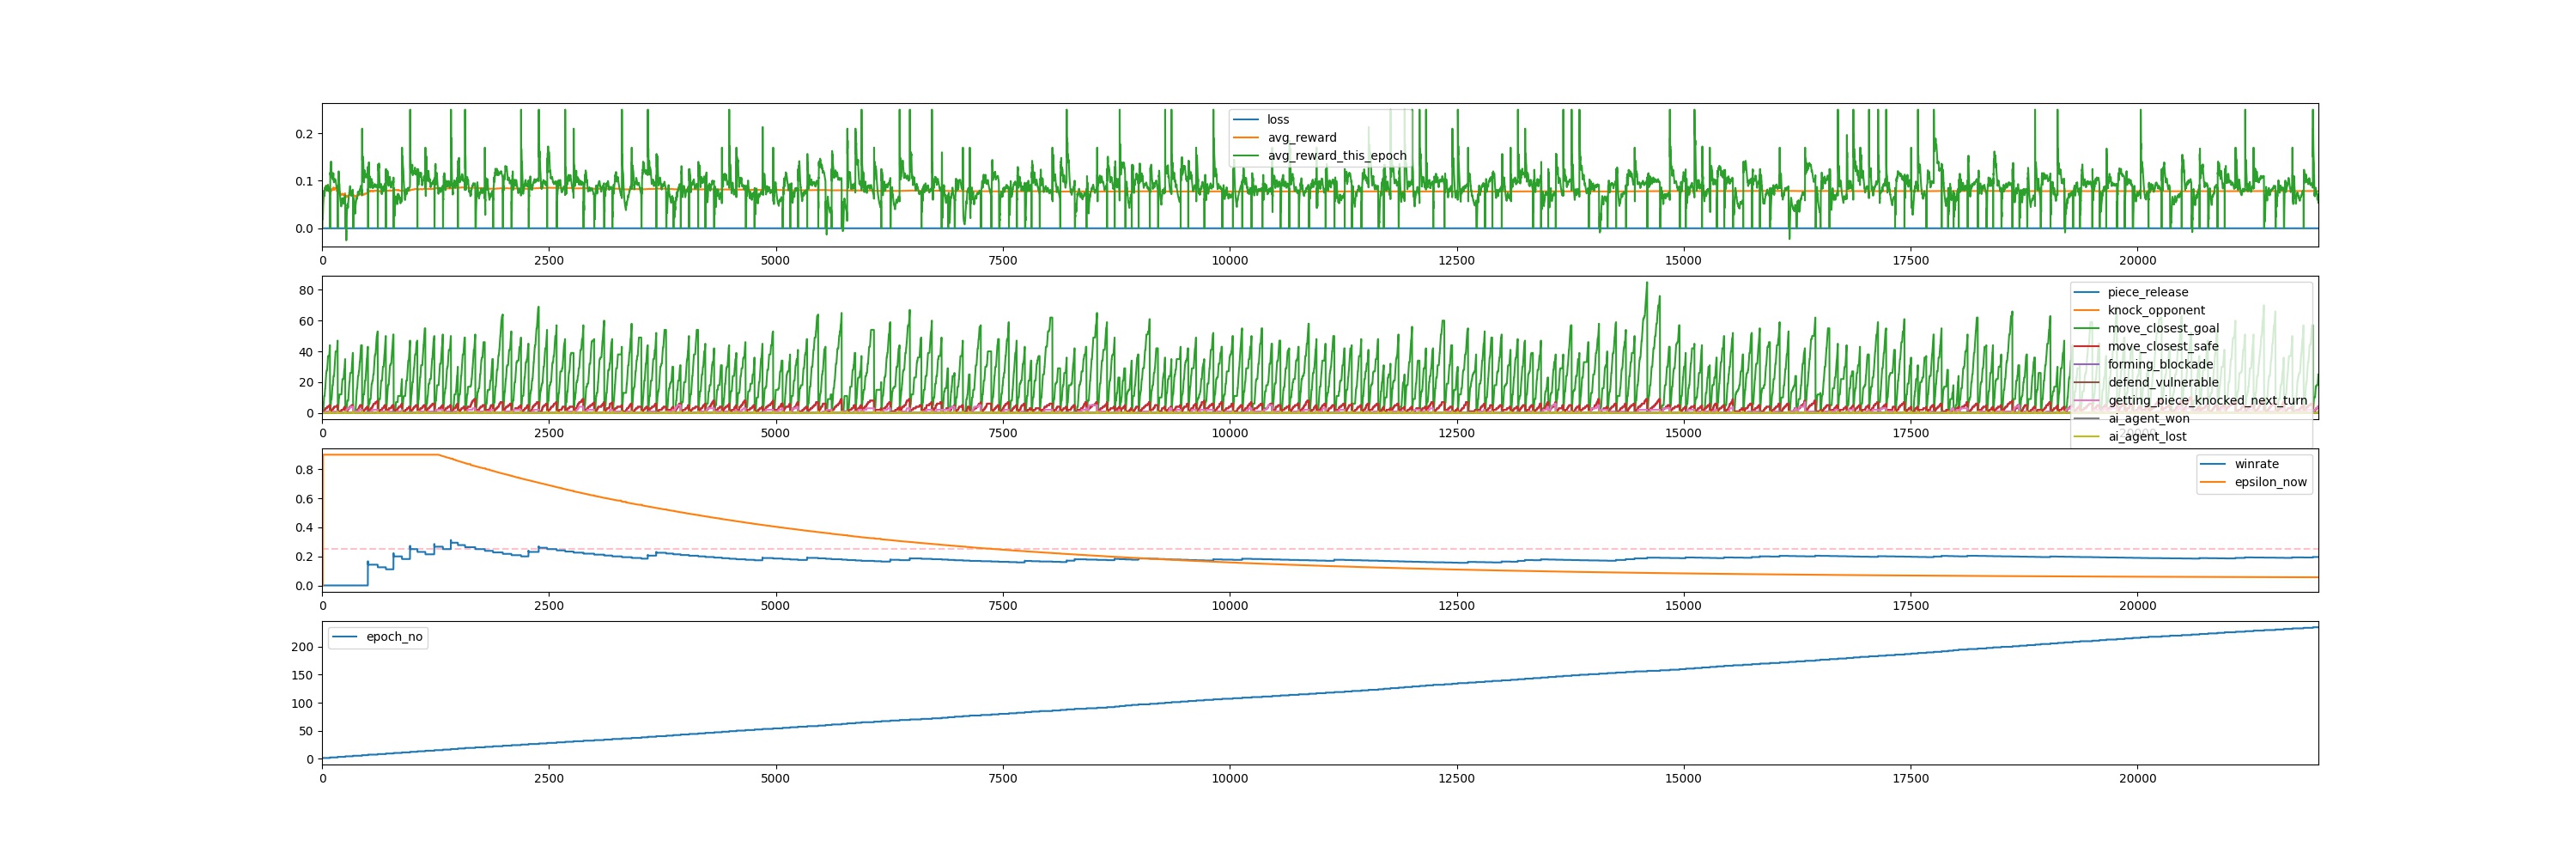 0.2
0.1
0.0
loss
avg_reward
avg_reward_this_epoch
0 2500 5000 7500 10000 12500 15000 17500 20000
80
60
40
20
0
piece_release
knock_opponent
move_closest_goal
move_closest_safe
forming_blockade
defend_vulnerable
getting_piece_knocked_next_turn
ai_agent_won
ai_agent_lost
0 2500 5000 7500 10000 12500 15000 17500 20000
0.8
0.6
0.4
0.2
0.0
winrate
epsilon_now
0 2500 5000 7500 10000 12500 15000 17500 20000
200
150
100
50
0
epoch_no
0 2500 5000 7500 10000 12500 15000 17500 20000